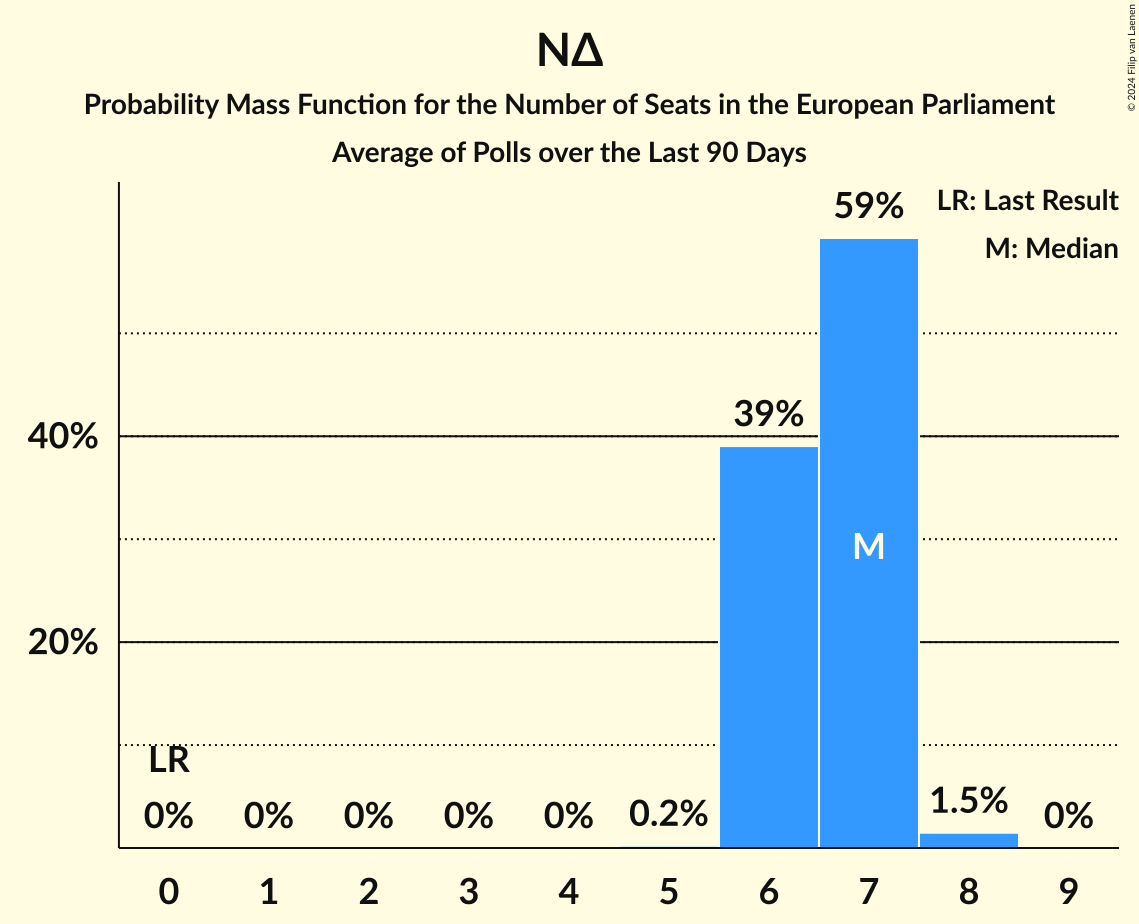 © 2024 Filip van Laenen
ΝΔ
Probability Mass Function for the Number of Seats in the European Parliament
Average of Polls over the Last 90 Days
LR: Last Result
M: Median
59%
39%
40%
M
20%
LR
0% 0% 0% 0% 0% 0.2% 1.5% 0%
0 1 2 3 4 5 6 7 8 9